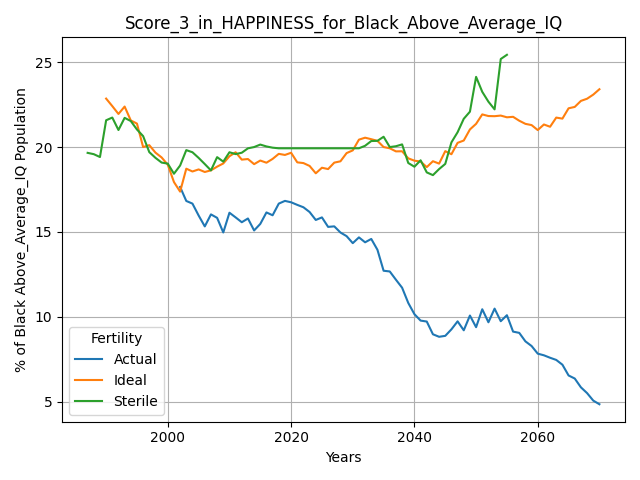 Score_3_in_HAPPINESS_for_Black_Above_Average_IQ
% of Black Above_Average_IQ Population
25
20
15
10
5
Fertility
Actual
Ideal
Sterile
2000
2020
2040
2060
Years